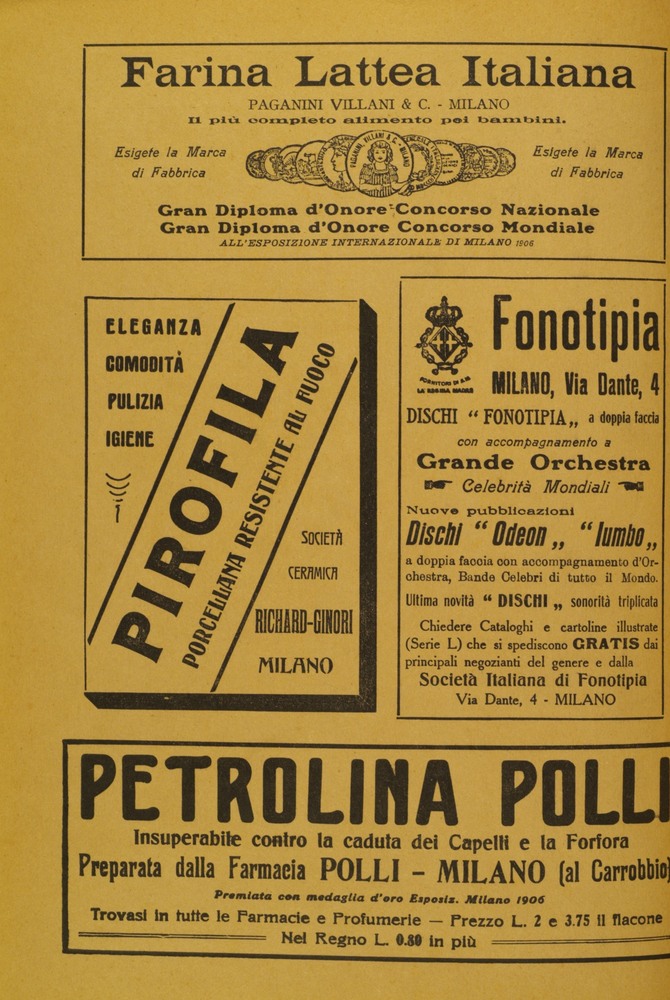 Farina Lattea Italiana
PAGANINI VILLANI & C. - MILANO
Il più completo alimento pei bambini.
Esigete la Marca
di Fabbrica
PAGANINI VILLANI & C. MILANO
Esigete la Marca
di Fabbrica
Gran Diploma d'Onore Concorso Nazionale
Gran Diploma d'Onore Concorso Mondiale
ALL'ESPOSIZIONE INTERNAZIONALE DI MILANO 1906
ELEGANZA
COMODITÀ
PULIZIA
IGIENE
PIROFILA
PORCELLANA RESISTENTE AL FUOCO
SOCIETÀ
CERAMICA
RICHARD-GINORI
MILANO
Fonotipia
FORNITORI DI S.M.
LA REGINA MADRE
MILANO, Via Dante, 4
DISCHI “ FONOTIPIA „ a doppia faccia
con accompagnamento a
Grande Orchestra
☛ Celebrità Mondiali ☚
Nuove pubblicazioni
Dischi “ Odeon „ “ Iumbo „
a doppia faccia con accompagnamento d'Or-
chestra, Bande Celebri di tutto il Mondo.
Ultima novità “ DISCHI „ sonorità triplicata
Chiedere Cataloghi e cartoline illustrate
(Serie L) che si spediscono GRATIS dai
principali negozianti del genere e dalla
Società Italiana di Fonotipia
Via Dante, 4 - MILANO
PETROLINA POLLI
Insuperabile contro la caduta dei Capelli e la Forfora
Preparata dalla Farmacia POLLI - MILANO (al Carrobbio)
Premiata con medaglia d'oro Esposiz. Milano 1906
Trovasi in tutte le Farmacie e Profumerie — Prezzo L. 2 e 3.75 il flacone
Nel Regno L. 0.80 in più